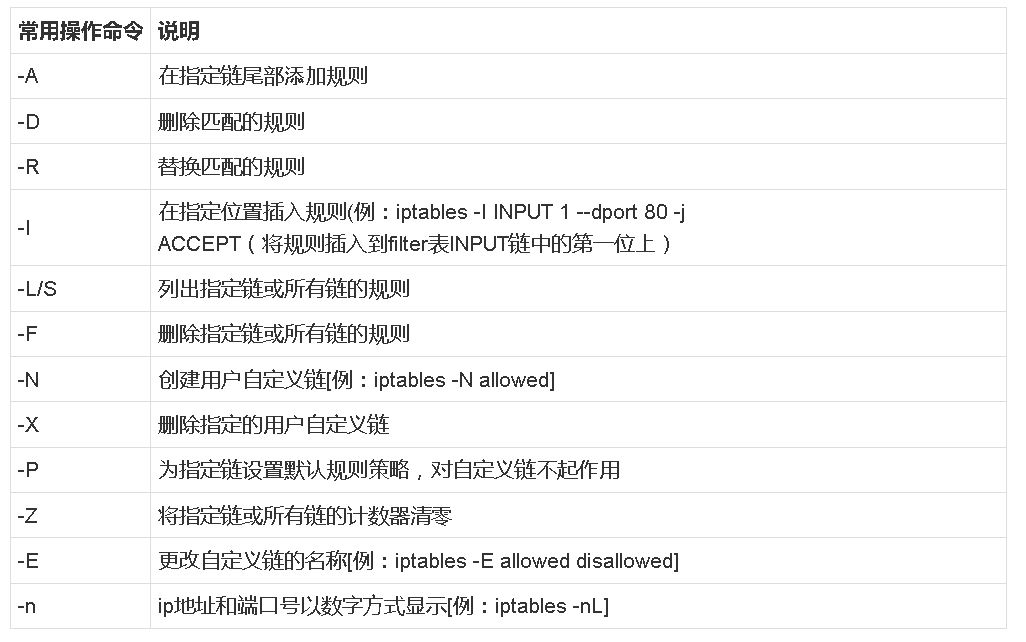 常用操作命令 说明
-A 在指定链尾部添加规则
-D 删除匹配的规则
-R 替换匹配的规则
-I 在指定位置插入规则(例：iptables -I INPUT 1 --dport 80 -j
ACCEPT（将规则插入到filter表INPUT链中的第一位上）
-L/S 列出指定链或所有链的规则
-F 删除指定链或所有链的规则
-N 创建用户自定义链[例：iptables -N allowed]
-X 删除指定的用户自定义链
-P 为指定链设置默认规则策略，对自定义链不起作用
-Z 将指定链或所有链的计数器清零
-E 更改自定义链的名称[例：iptables -E allowed disallowed]
-n ip地址和端口号以数字方式显示[例：iptables -nL]